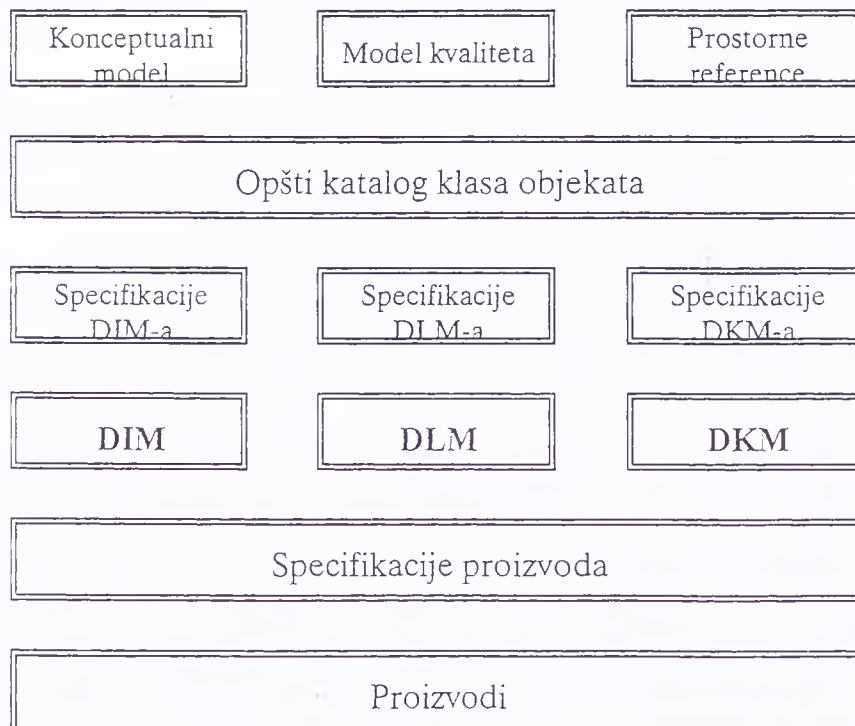 Konceptualni
model
Model kvaliteta
Prostorne
reference
Opšti katalog klasa objekata
Specifikacije
DIM-a
Specifikacije
DLM-a
Specifikacije
DKM-a
DIM
DLM
DKM
Specifikacije proizvoda
Proizvodi